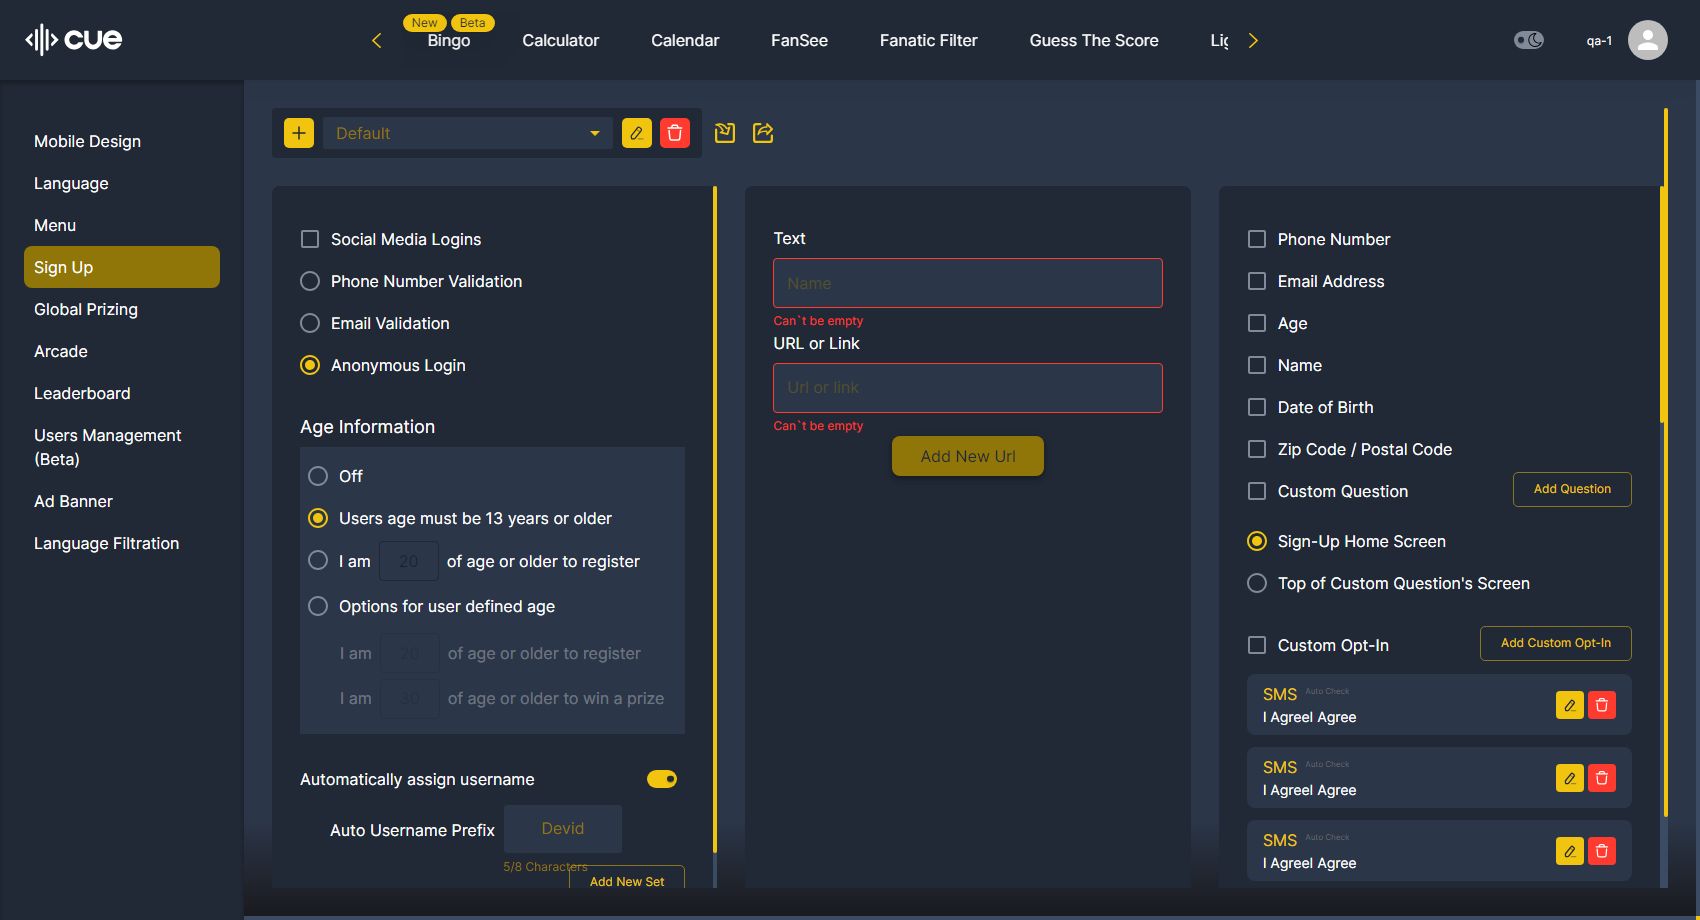 cue
New Beta
Bingo
Calculator
Calendar
FanSee
Fanatic Filter
Guess The Score
qa-1
Mobile Design
Language
Menu
Sign Up
Global Prizing
Arcade
Leaderboard
Users Management
(Beta)
Ad Banner
Language Filtration
Default
Social Media Logins
Phone Number Validation
Email Validation
Anonymous Login
Age Information
Off
Users age must be 13 years or older
I am 20 of age or older to register
Options for user defined age
I am 20 of age or older to register
I am 30 of age or older to win a prize
Automatically assign username
Auto Username Prefix Devid
5/8 Characters
Add New Set
Text
Name
Can`t be empty
URL or Link
Url or link
Can`t be empty
Add New Url
Phone Number
Email Address
Age
Name
Date of Birth
Zip Code / Postal Code
Custom Question Add Question
Sign-Up Home Screen
Top of Custom Question's Screen
Custom Opt-In Add Custom Opt-In
SMS Auto Check
I AgreeI Agree
SMS Auto Check
I AgreeI Agree
SMS Auto Check
I AgreeI Agree